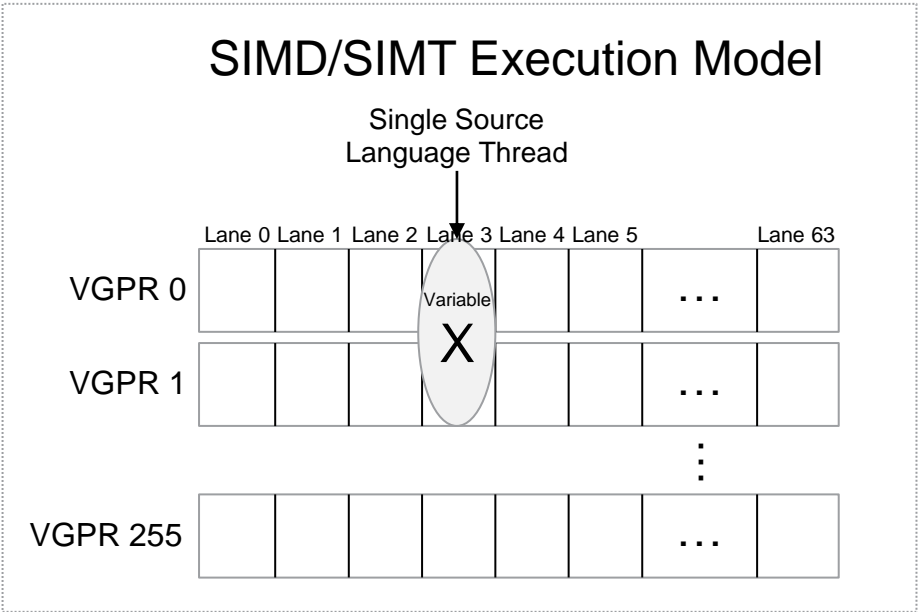 SIMD/SIMT Execution Model
Single Source
Language Thread
Lane 0 Lane 1 Lane 2 Lane 3 Lane 4 Lane 5 Lane 63
VGPR 0 ...
Variable
X
VGPR 1 ...
...
VGPR 255 ...